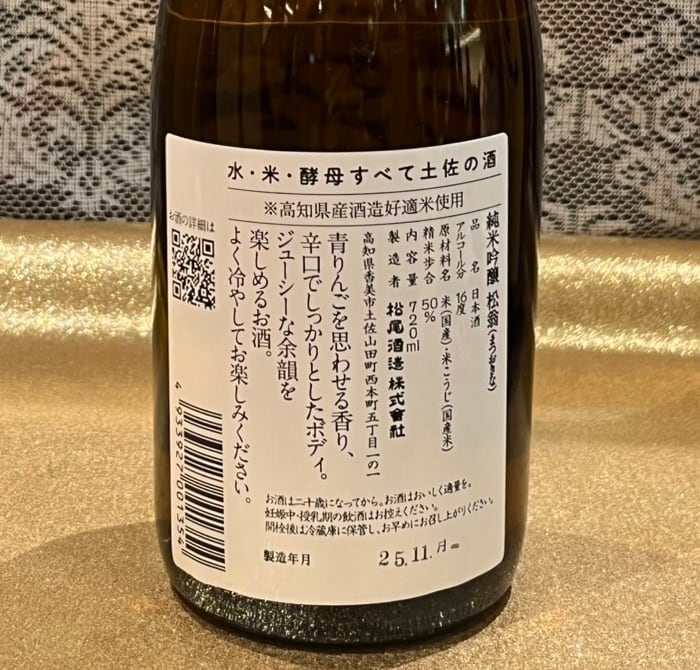 水・米・酵母すべて土佐の酒
※高知県産酒造好適米使用
純米吟醸 松翁(まつおきな)
品名 日本酒
アルコール分 16度
原材料名 米(国産)・米こうじ(国産米)
精米歩合 50%
内容量 720ml
製造者 松尾酒造株式會社
高知県香美市土佐山田町西本町五丁目一の一
青りんごを思わせる香り、
辛口でしっかりとしたボディ。
ジューシーな余韻を
楽しめるお酒。
よく冷やしてお楽しみください。
お酒の詳細は
4933927001354
お酒は二十歳になってから。お酒はおいしく適量を。
妊娠中・授乳期の飲酒はお控えください。
開栓後は冷蔵庫に保管し、お早めにお召し上がりください。
製造年月 25.11.月